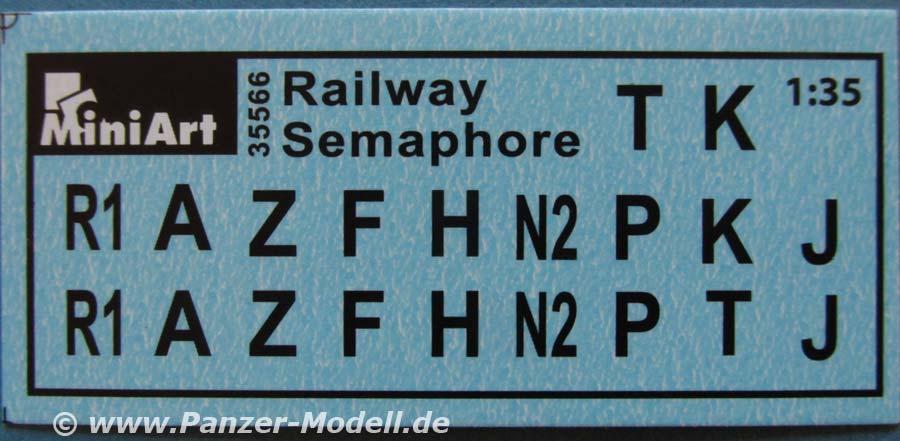 MiniArt
35566
Railway
Semaphore
T K
1:35
R1 A Z F H N2 P K J
R1 A Z F H N2 P T J
© www.Panzer-Modell.de